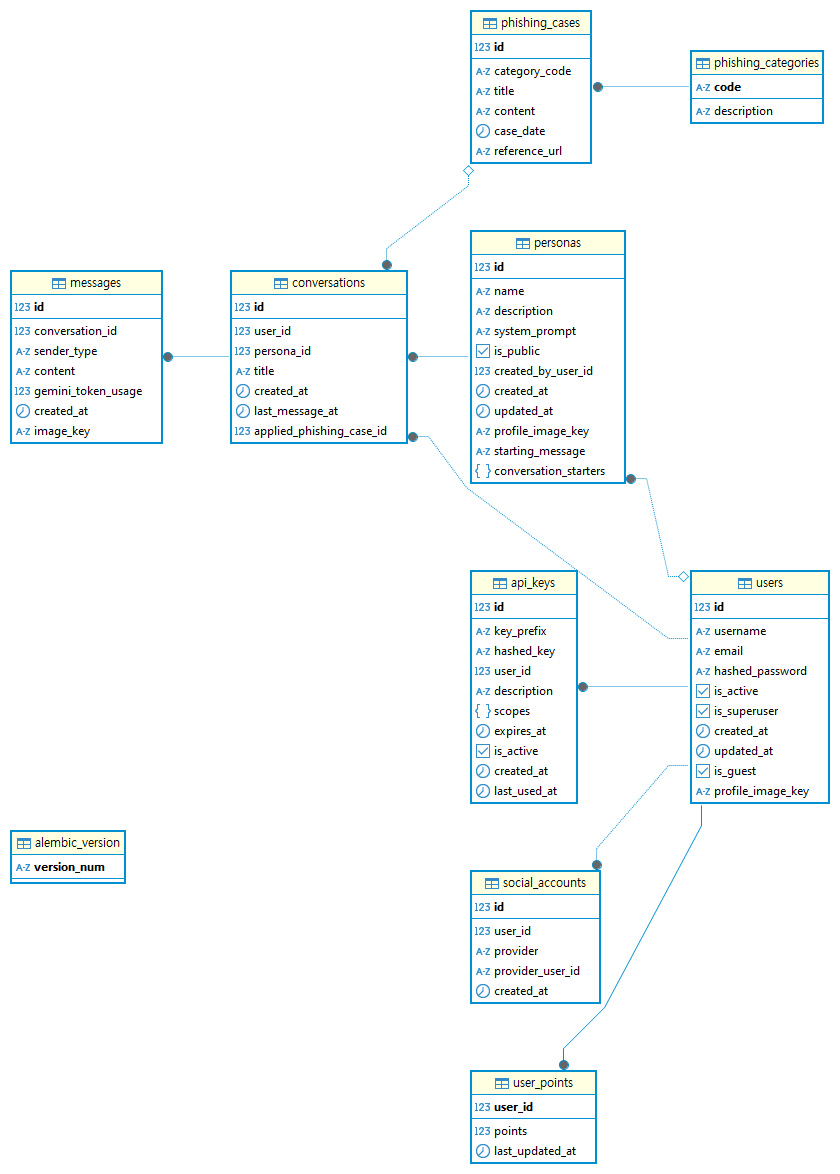 phishing_cases
123 id
A-Z category_code
A-Z title
A-Z content
case_date
A-Z reference_url
phishing_categories
A-Z code
A-Z description
personas
123 id
A-Z name
A-Z description
A-Z system_prompt
is_public
123 created_by_user_id
created_at
updated_at
A-Z profile_image_key
A-Z starting_message
{ } conversation_starters
messages
123 id
123 conversation_id
A-Z sender_type
A-Z content
123 gemini_token_usage
created_at
A-Z image_key
conversations
123 id
123 user_id
123 persona_id
A-Z title
created_at
last_message_at
123 applied_phishing_case_id
api_keys
123 id
A-Z key_prefix
A-Z hashed_key
123 user_id
A-Z description
{ } scopes
expires_at
is_active
created_at
last_used_at
users
123 id
A-Z username
A-Z email
A-Z hashed_password
is_active
is_superuser
created_at
updated_at
is_guest
A-Z profile_image_key
alembic_version
A-Z version_num
social_accounts
123 id
123 user_id
A-Z provider
A-Z provider_user_id
created_at
user_points
123 user_id
123 points
last_updated_at